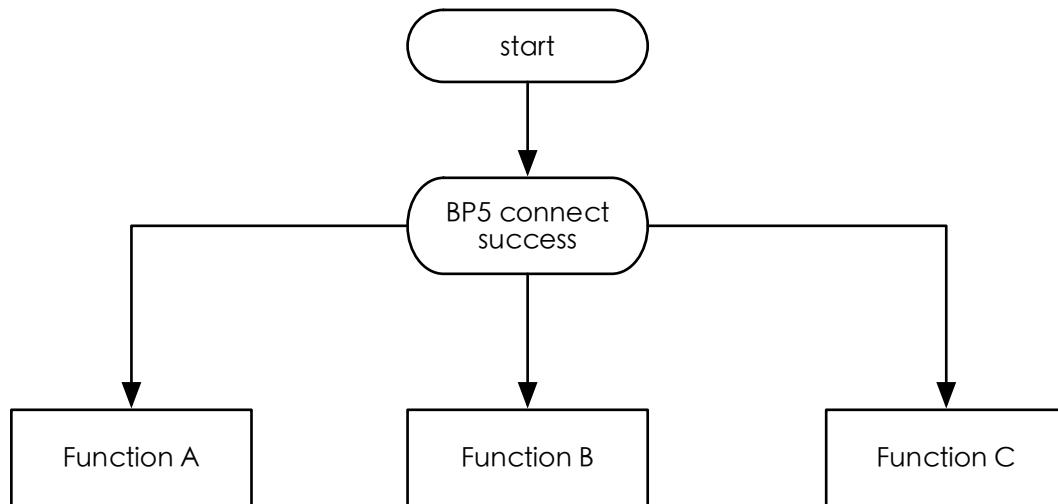 start
BP5 connect
success
Function A
Function B
Function C